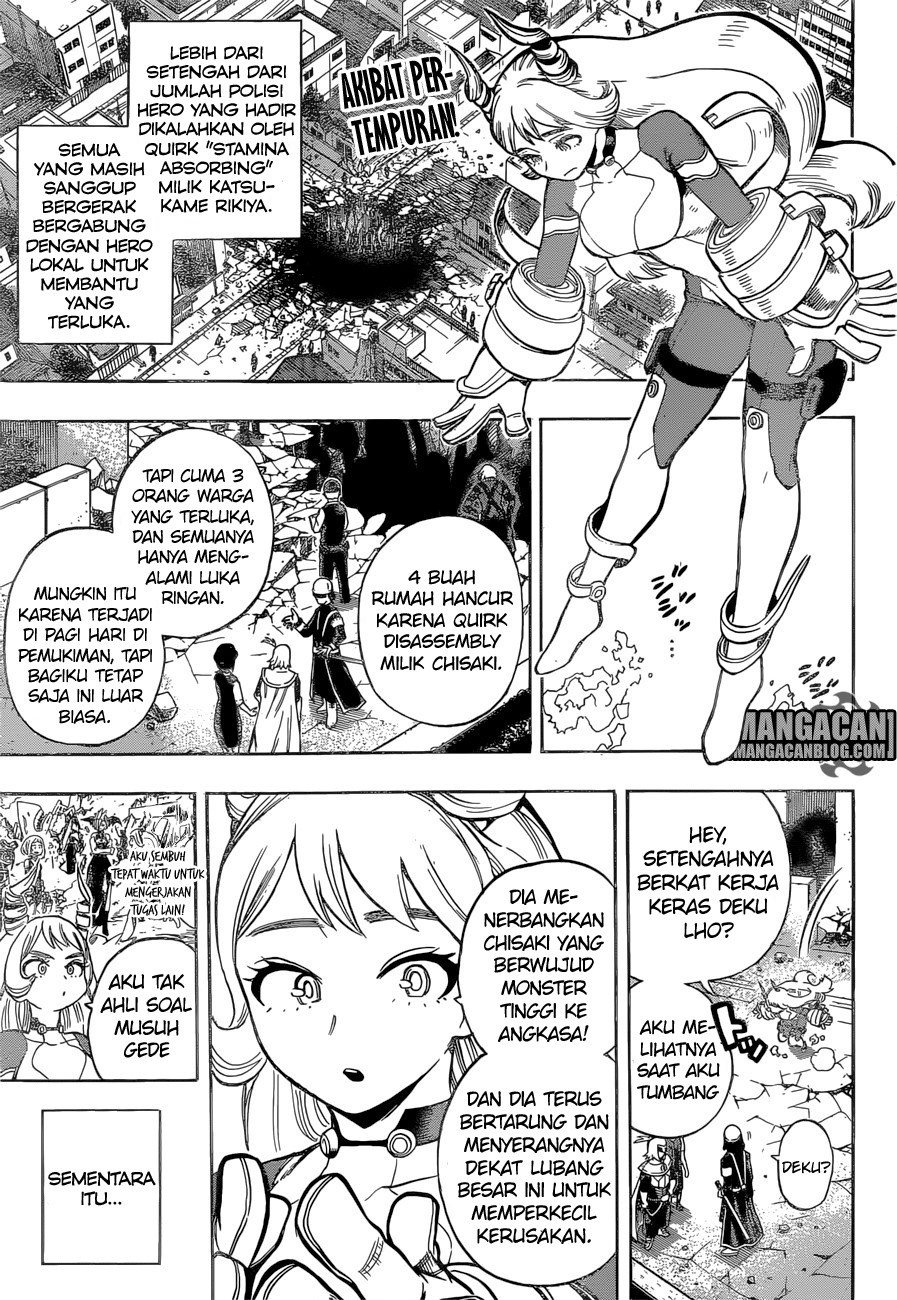 AKIBAT PER-
TEMPURAN!
LEBIH DARI
SETENGAH DARI
JUMLAH POLISI
HERO YANG HADIR
DIKALAHKAN OLEH
QUIRK "STAMINA
ABSORBING"
MILIK KATSU-
KAME RIKIYA.
SEMUA
YANG MASIH
SANGGUP
BERGERAK
BERGABUNG
DENGAN HERO
LOKAL UNTUK
MEMBANTU
YANG
TERLUKA.
4 BUAH
RUMAH HANCUR
KARENA QUIRK
DISASSEMBLY
MILIK CHISAKI.
TAPI CUMA 3
ORANG WARGA
YANG TERLUKA,
DAN SEMUANYA
HANYA MENG-
ALAMI LUKA
RINGAN.
MUNGKIN ITU
KARENA TERJADI
DI PAGI HARI DI
PEMUKIMAN, TAPI
BAGIKU TETAP
SAJA INI LUAR
BIASA.
MANGACAN
MANGACANBLOG.COM
HEY,
SETENGAHNYA
BERKAT KERJA
KERAS DEKU
LHO?
AKU ME-
LIHATNYA
SAAT AKU
TUMBANG
トッ
DEKU?
DIA ME-
NERBANGKAN
CHISAKI YANG
BERWUJUD
MONSTER
TINGGI KE
ANGKASA!
DAN DIA TERUS
BERTARUNG DAN
MENYERANGNYA
DEKAT LUBANG
BESAR INI UNTUK
MEMPERKECIL
KERUSAKAN.
AKU SEMBUH
TEPAT WAKTU UNTUK
MENGERJAKAN
TUGAS LAIN!
AKU TAK
AHLI SOAL
MUSUH
GEDE
SEMENTARA
ITU...